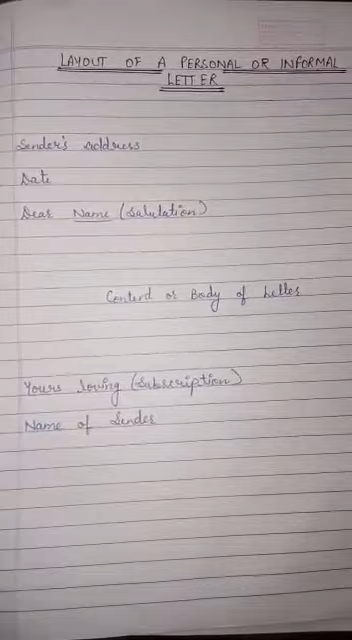 LAYOUT OF A PERSONAL OR INFORMAL
LETTER
Sender's address
Date
Dear Name (Salutation)
Content or Body of Letter
Yours loving (Subscription)
Name of Sender